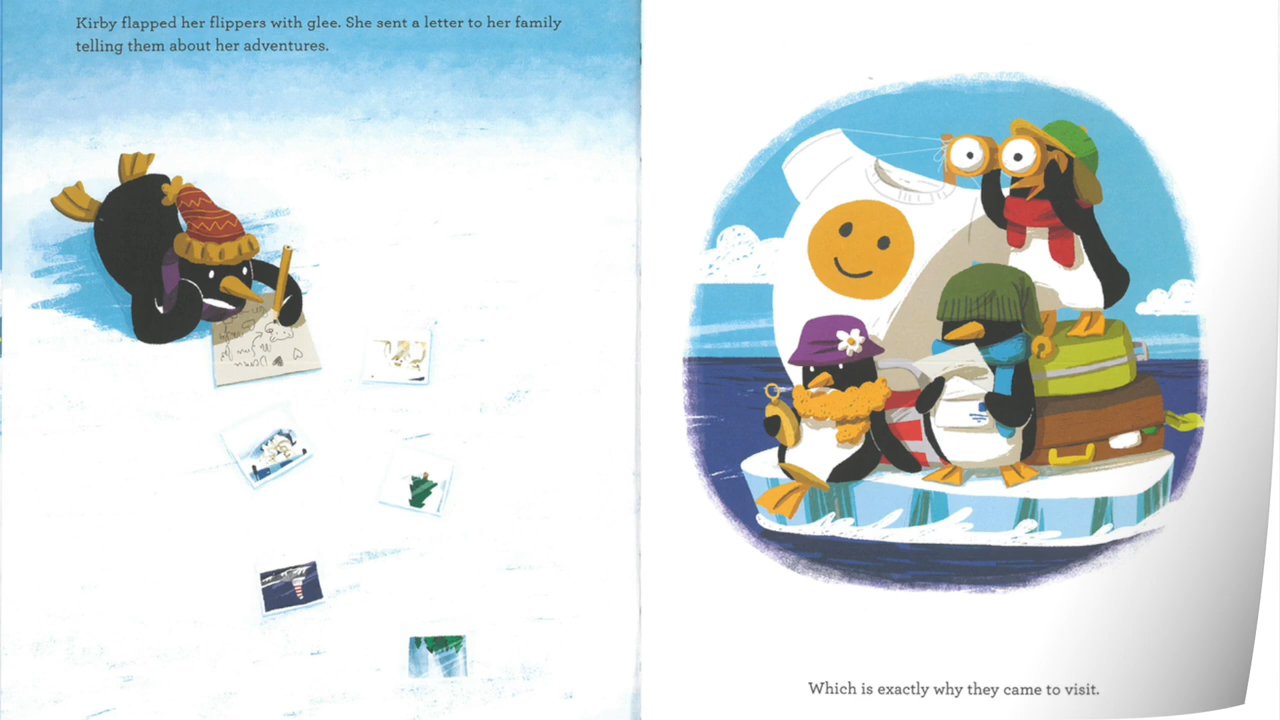 Kirby flapped her flippers with glee. She sent a letter to her family
telling them about her adventures.
Which is exactly why they came to visit.